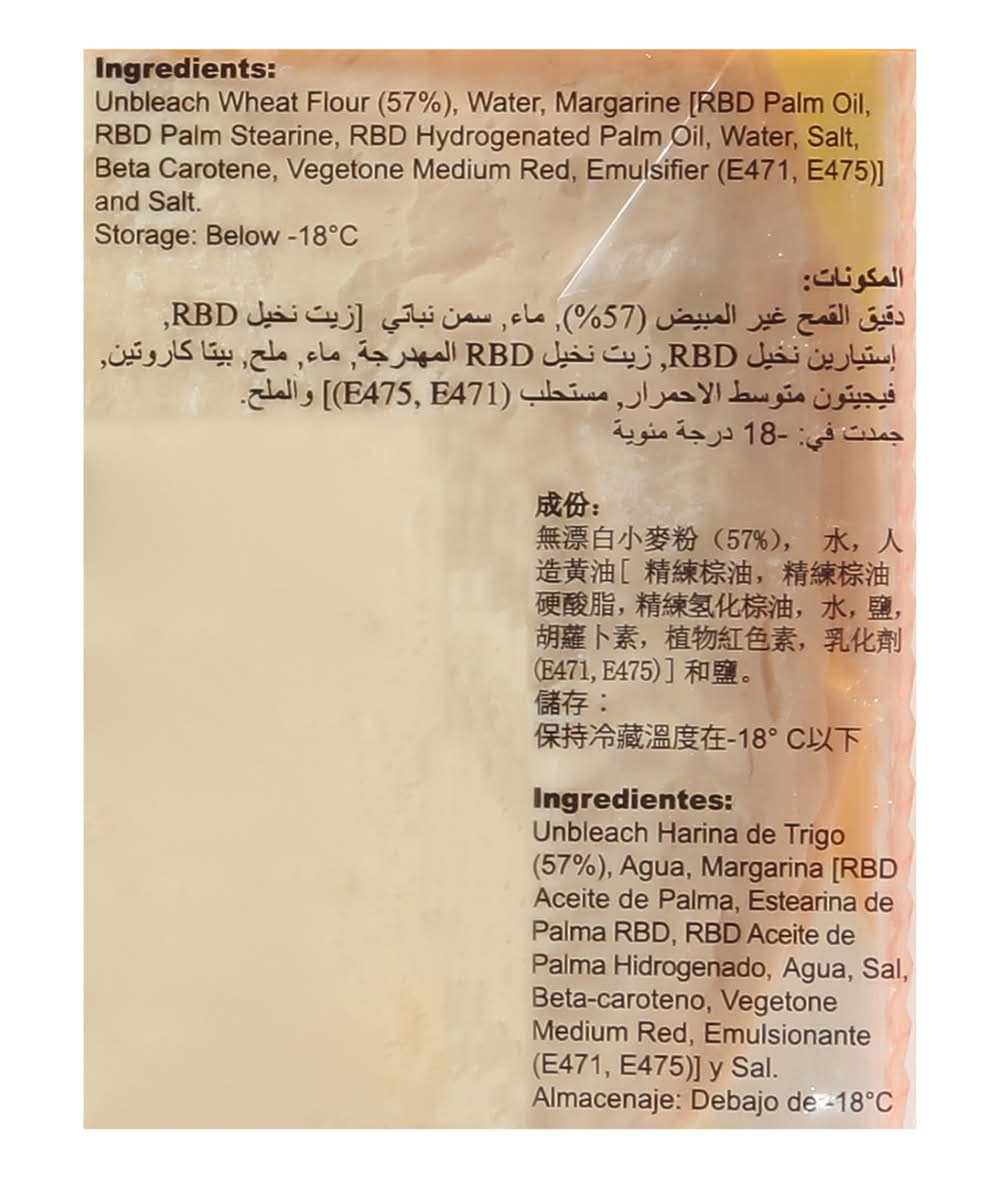 Ingredients:
Unbleach Wheat Flour (57%), Water, Margarine [RBD Palm Oil,
RBD Palm Stearine, RBD Hydrogenated Palm Oil, Water, Salt,
Beta Carotene, Vegetone Medium Red, Emulsifier (E471, E475)]
and Salt.
Storage: Below -18°C
المكونات:
دقيق القمح غير المبيض (57%), ماء, سمن نباتي [زيت نخيل RBD,
إستيارين نخيل RBD, زيت نخيل RBD المهدرجة, ماء, ملح, بيتا كاروتين,
فيجيتون متوسط الاحمرار, مستحلب (E475, E471)] والملح.
جمدت في: -18 درجة مئوية
成份：
無漂白小麥粉（57%）， 水，人
造黃油[ 精練棕油，精練棕油
硬酸脂，精練氢化棕油，水，鹽，
胡蘿卜素，植物紅色素，乳化劑
(E471, E475)］和鹽。
儲存：
保持冷藏溫度在-18° C以下
Ingredientes:
Unbleach Harina de Trigo
(57%), Agua, Margarina [RBD
Aceite de Palma, Estearina de
Palma RBD, RBD Aceite de
Palma Hidrogenado, Agua, Sal,
Beta-caroteno, Vegetone
Medium Red, Emulsionante
(E471, E475)] y Sal.
Almacenaje: Debajo de -18°C